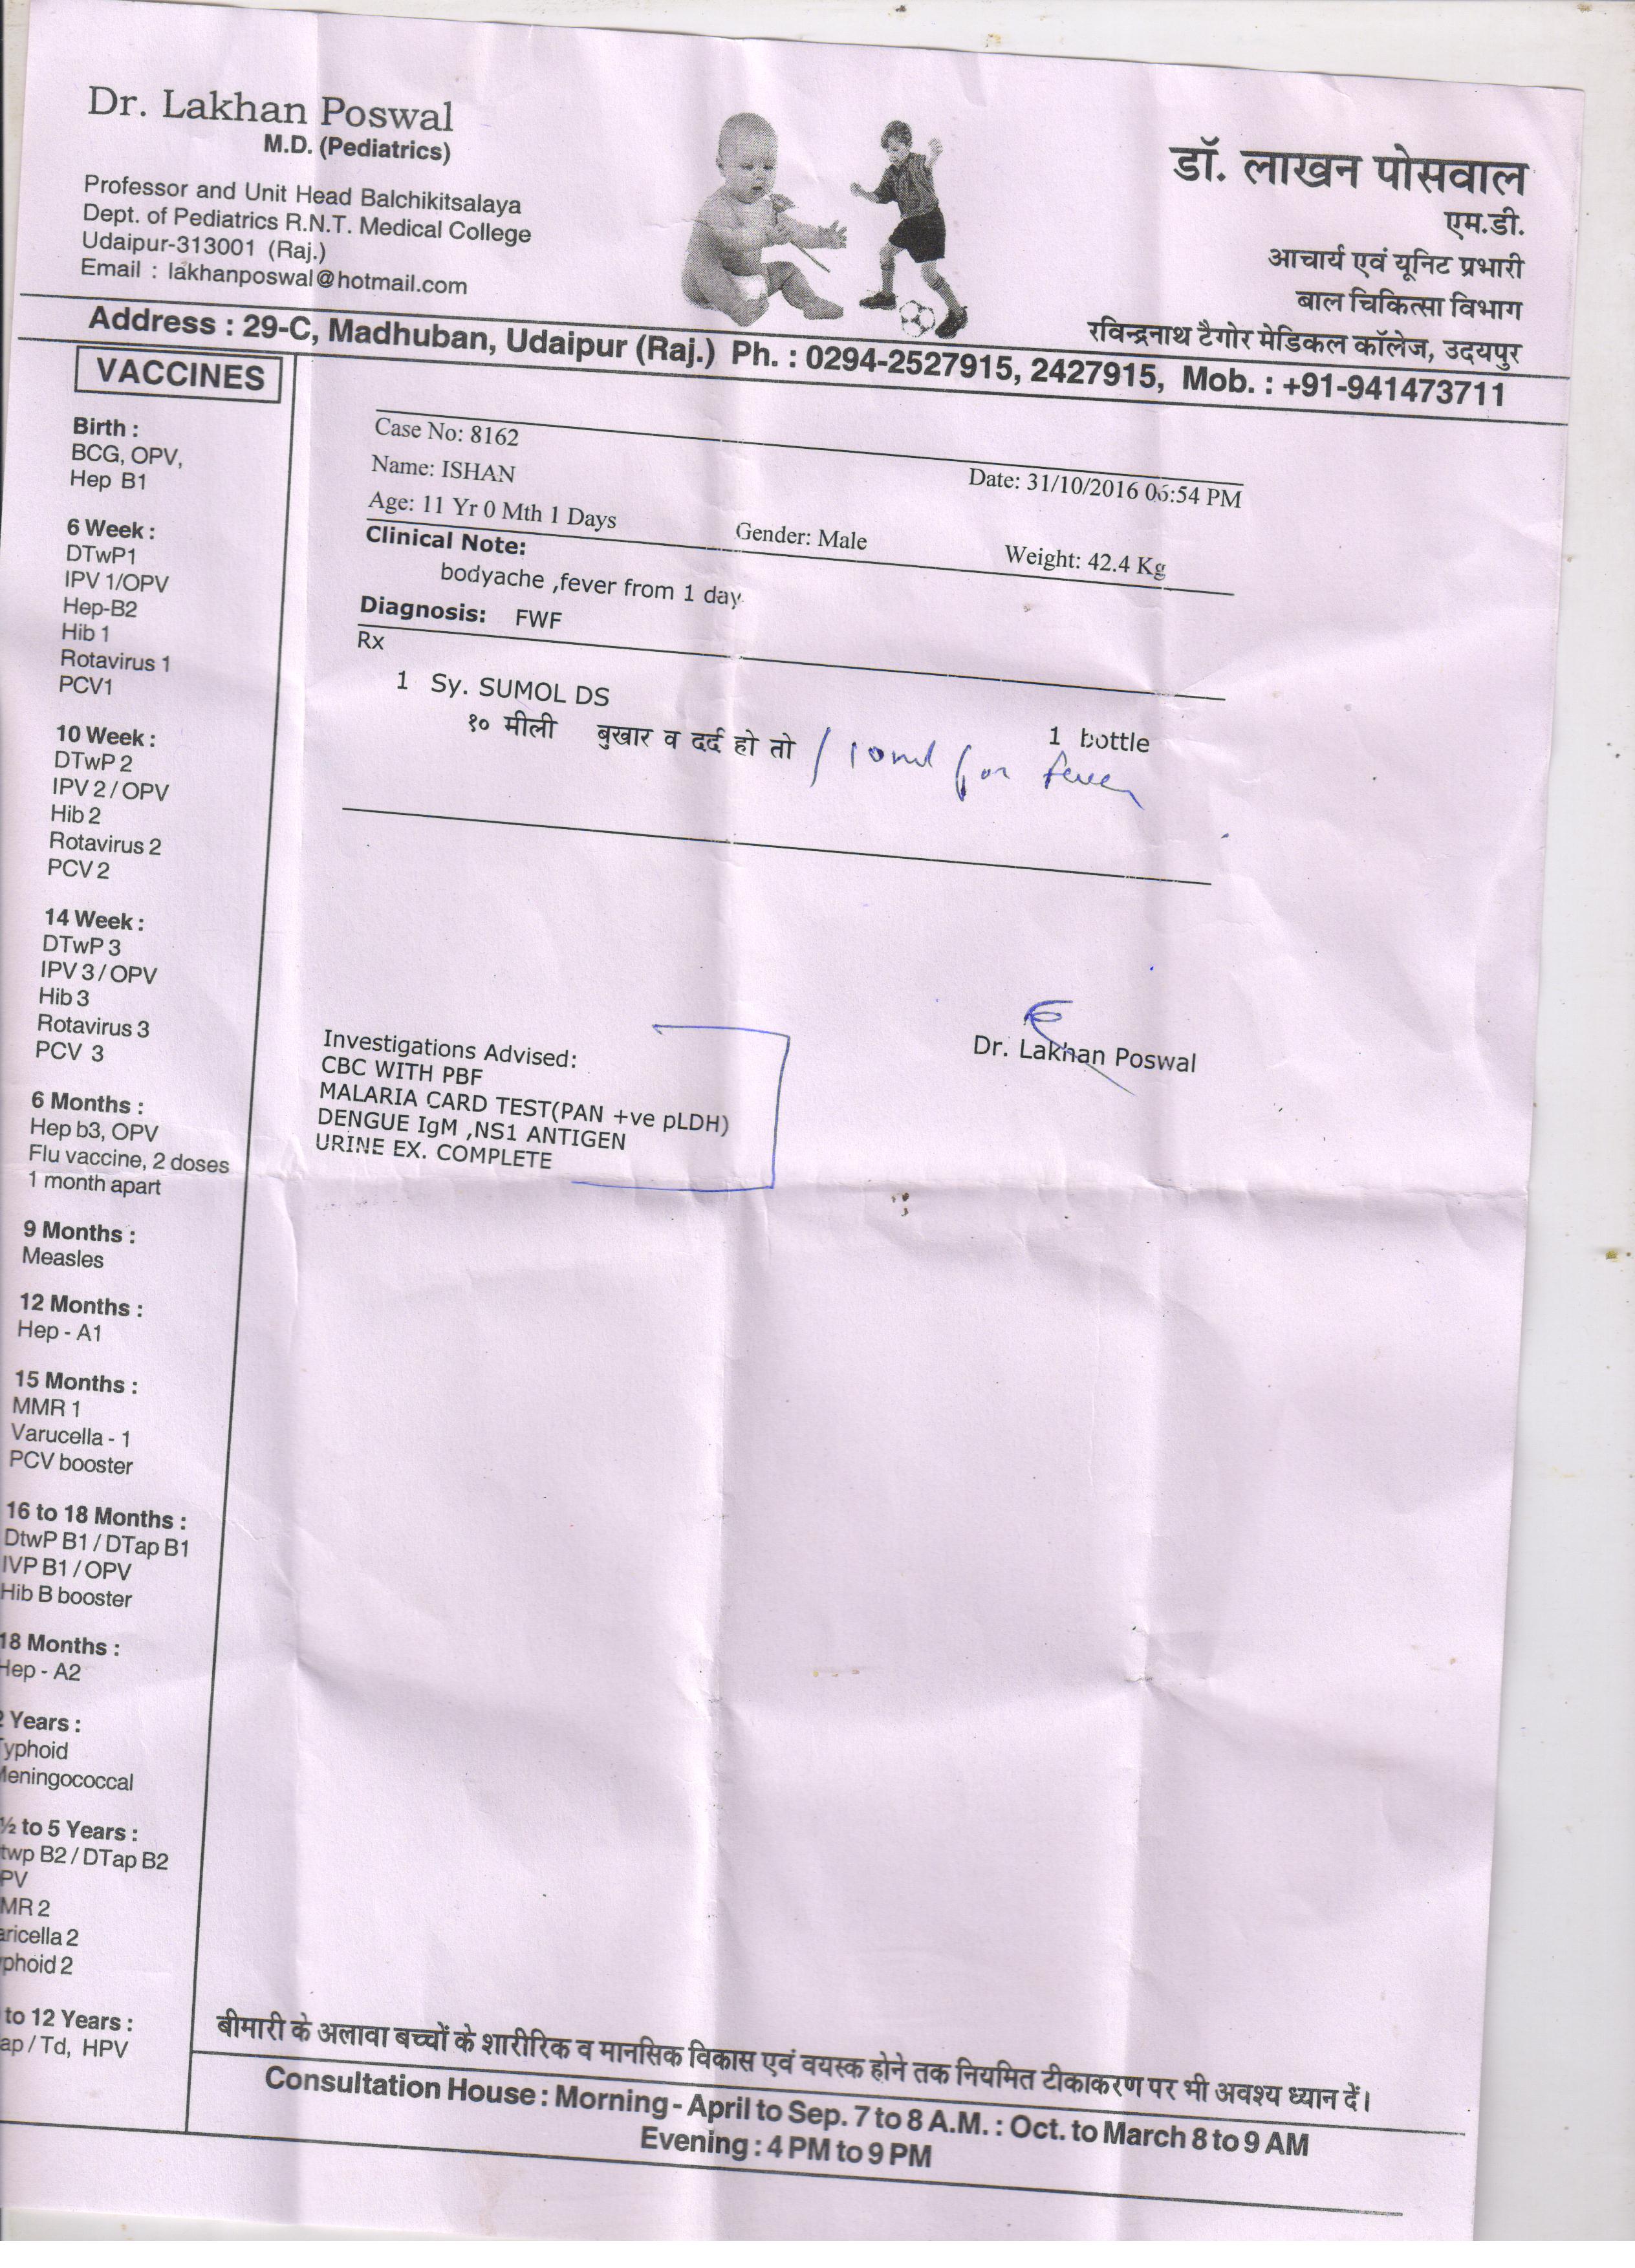 Dr. Lakhan Poswal
M.D. (Pediatrics)
Professor and Unit Head Balchikitsalaya
Dept. of Pediatrics R.N.T. Medical College
Udaipur-313001 (Raj.)
Email : lakhanposwal@hotmail.com
डॉ. लाखन पोसवाल
एम.डी.
आचार्य एवं यूनिट प्रभारी
बाल चिकित्सा विभाग
रविन्द्रनाथ टैगोर मेडिकल कॉलेज, उदयपुर
Address : 29-C, Madhuban, Udaipur (Raj.) Ph. : 0294-2527915, 2427915, Mob. : +91-941473711
VACCINES
Birth :
BCG, OPV,
Hep B1
6 Week :
DTwP1
IPV 1/OPV
Hep-B2
Hib 1
Rotavirus 1
PCV1
10 Week :
DTwP 2
IPV 2 / OPV
Hib 2
Rotavirus 2
PCV 2
14 Week :
DTwP 3
IPV 3 / OPV
Hib 3
Rotavirus 3
PCV 3
6 Months :
Hep b3, OPV
Flu vaccine, 2 doses
1 month apart
9 Months :
Measles
12 Months :
Hep - A1
15 Months :
MMR 1
Varucella - 1
PCV booster
16 to 18 Months :
DtwP B1 / DTap B1
IVP B1 / OPV
Hib B booster
18 Months :
Hep - A2
2 Years :
Typhoid
Meningococcal
½ to 5 Years :
twp B2 / DTap B2
PV
MR 2
aricella 2
phoid 2
to 12 Years :
ap / Td, HPV
Case No: 8162
Name: ISHAN
Date: 31/10/2016 06:54 PM
Age: 11 Yr 0 Mth 1 Days
Gender: Male
Weight: 42.4 Kg
Clinical Note:
bodyache ,fever from 1 day
Diagnosis: FWF
Rx
1 Sy. SUMOL DS
1 bottle
१० मीली बुखार व दर्द हो तो / 10ml for fever
Dr. Lakhan Poswal
Investigations Advised:
CBC WITH PBF
MALARIA CARD TEST(PAN +ve pLDH)
DENGUE IgM ,NS1 ANTIGEN
URINE EX. COMPLETE
बीमारी के अलावा बच्चों के शारीरिक व मानसिक विकास एवं वयस्क होने तक नियमित टीकाकरण पर भी अवश्य ध्यान दें।
Consultation House : Morning - April to Sep. 7 to 8 A.M. : Oct. to March 8 to 9 AM
Evening : 4 PM to 9 PM